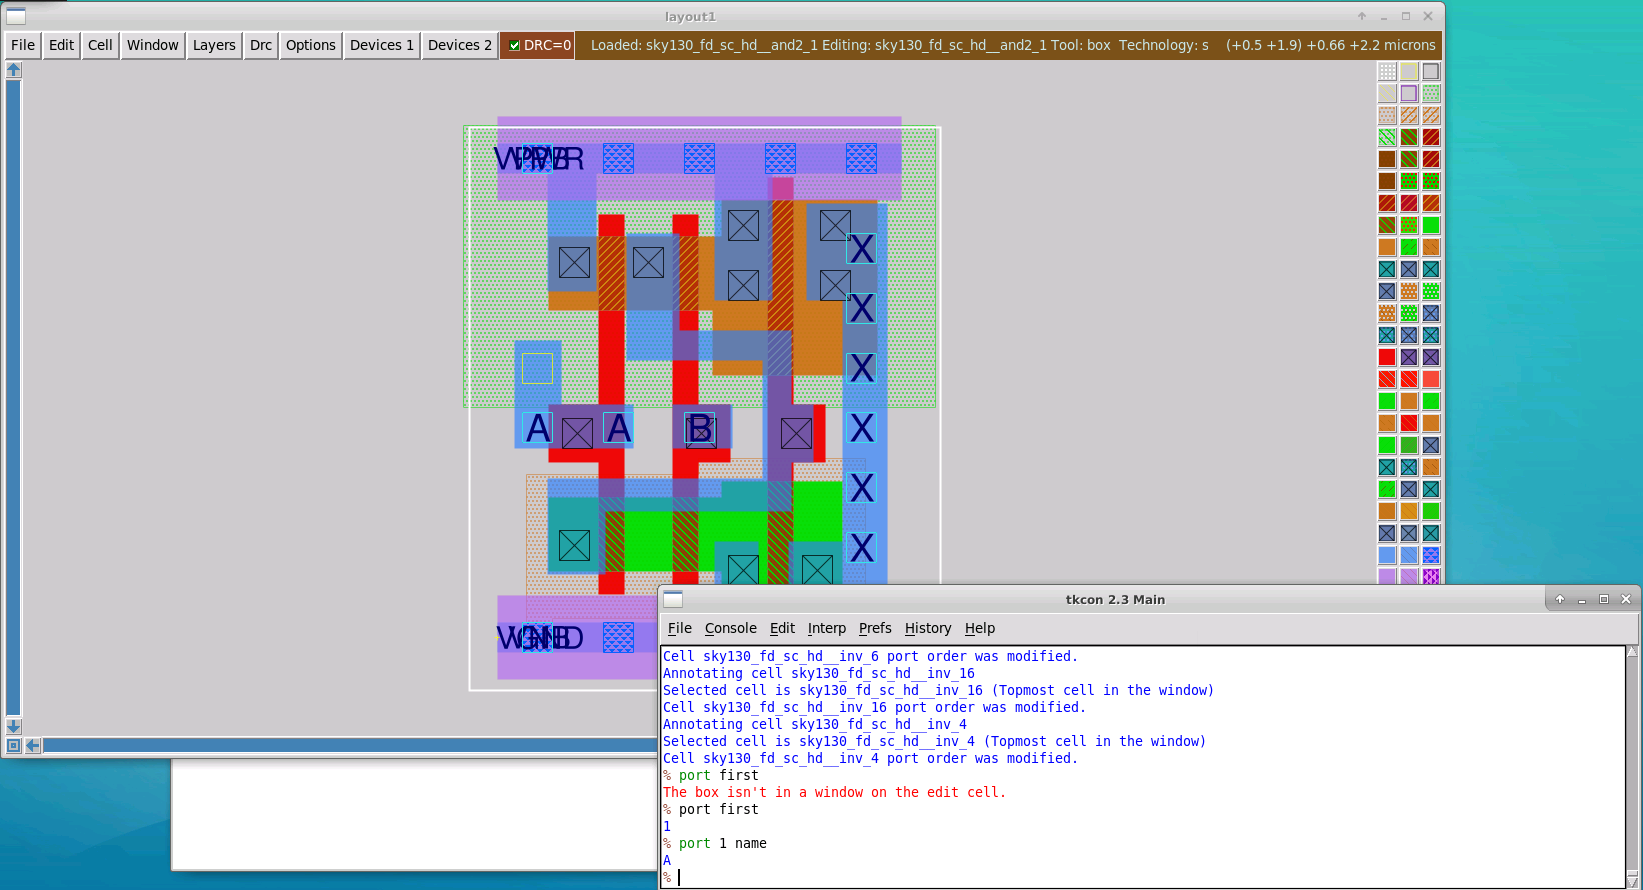 layout1
File Edit Cell Window Layers Drc Options Devices 1 Devices 2 DRC=0 Loaded: sky130_fd_sc_hd__and2_1 Editing: sky130_fd_sc_hd__and2_1 Tool: box Technology: s (+0.5 +1.9) +0.66 +2.2 microns
X
X
X
A A B X
X
X
tkcon 2.3 Main
File Console Edit Interp Prefs History Help
Cell sky130_fd_sc_hd__inv_6 port order was modified.
Annotating cell sky130_fd_sc_hd__inv_16
Selected cell is sky130_fd_sc_hd__inv_16 (Topmost cell in the window)
Cell sky130_fd_sc_hd__inv_16 port order was modified.
Annotating cell sky130_fd_sc_hd__inv_4
Selected cell is sky130_fd_sc_hd__inv_4 (Topmost cell in the window)
Cell sky130_fd_sc_hd__inv_4 port order was modified.
% port first
The box isn't in a window on the edit cell.
% port first
1
% port 1 name
A
%